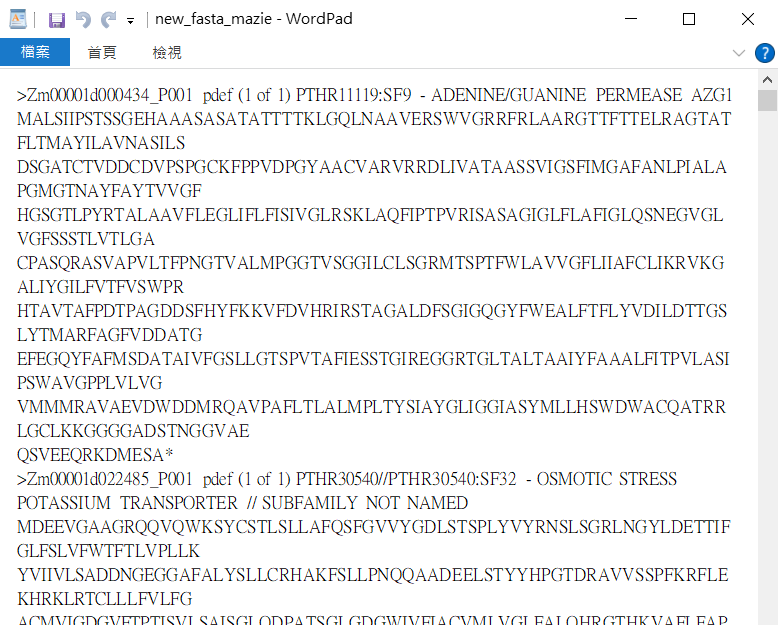 new_fasta_mazie - WordPad
檔案 首頁 檢視
>Zm00001d000434_P001 pdef (1 of 1) PTHR11119:SF9 - ADENINE/GUANINE PERMEASE AZG1
MALSIIPSTSSGEHAAASASATATTTTKLGQLNAAVERSWVGRRFRLAARGTTFTTELRAGTAT
FLTMAYILAVNASILS
DSGATCTVDDCDVPSPGCKFPPVDPGYAACVARVRRDLIVATAASSVIGSFIMGAFANLPIALA
PGMGTNAYFAYTVVGF
HGSGTLPYRTALAAVFLEGLIFLFISIVGLRSKLAQFIPTPVRISASAGIGLFLAFIGLQSNEGVGL
VGFSSSTLVTLGA
CPASQRASVAPVLTFPNGTVALMPGGTVSGGILCLSGRMTSPTFWLAVVGFLIIAFCLIKRVKG
ALIYGILFVTFVSWPR
HTAVTAFPDTPAGDDSFHYFKKVFDVHRIRSTAGALDFSGIGQGYFWEALFTFLYVDILDTTGS
LYTMARFAGFVDDATG
EFEGQYFAFMSDATAIVFGSLLGTSPVTAFIESSTGIREGGRTGLTALTAAIYFAAALFITPVLASI
PSWAVGPPLVLVG
VMMMRAVAEVDWDDMRQAVPAFLTLALMPLTYSIAYGLIGGIASYMLLHSWDWACQATRR
LGCLKKGGGGADSTNGGVAE
QSVEEQRKDMESA*
>Zm00001d022485_P001 pdef (1 of 1) PTHR30540//PTHR30540:SF32 - OSMOTIC STRESS
POTASSIUM TRANSPORTER // SUBFAMILY NOT NAMED
MDEEVGAAGRQQVQWKSYCSTLSLLAFQSFGVVYGDLSTSPLYVYRNSLSGRLNGYLDETTIF
GLFSLVFWTFTLVPLLK
YVIIVLSADDNGEGGAFALYSLLCRHAKFSLLPNQQAADEELSTYYHPGTDRAVVSSPFKRFLE
KHRKLRTCLLLFVLFG
ACMVIGDGVFTPTISVLSAISGLQDPATSGLGDGWIVFIACVMLVGLFALQHRGTHKVAFLFAP